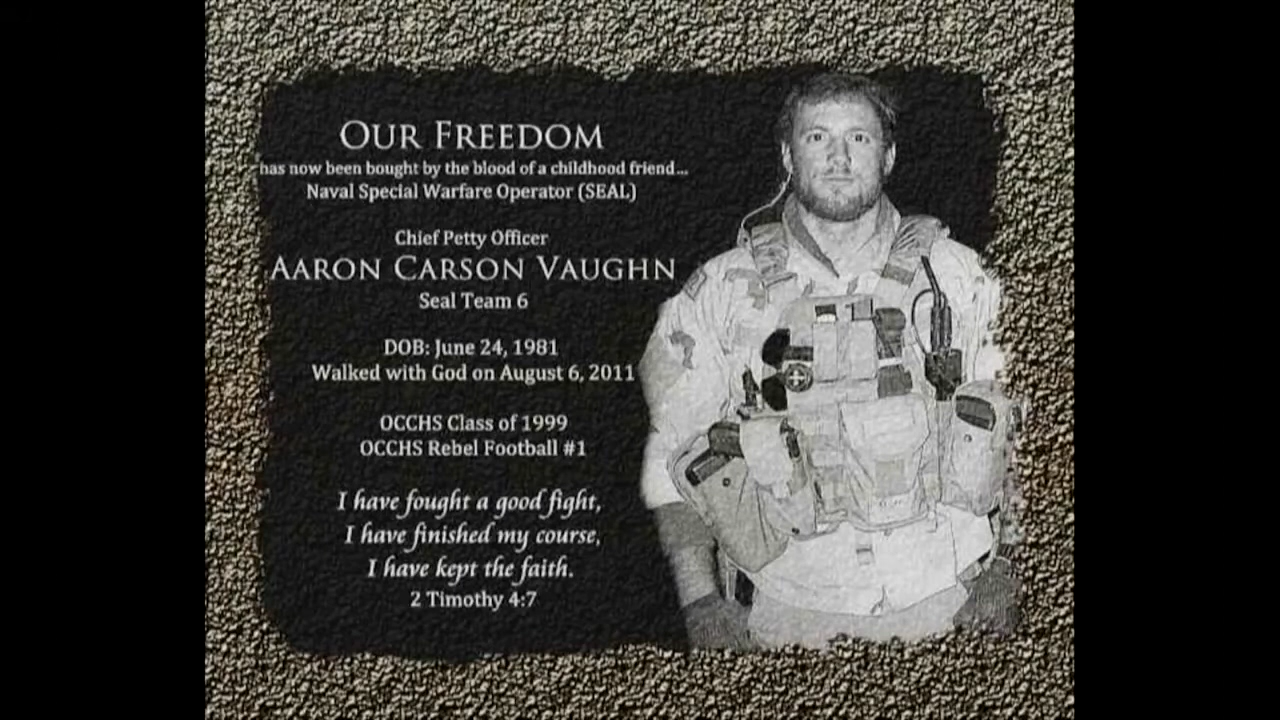 OUR FREEDOM
has now been bought by the blood of a childhood friend...
Naval Special Warfare Operator (SEAL)
Chief Petty Officer
AARON CARSON VAUGHN
Seal Team 6
DOB: June 24, 1981
Walked with God on August 6, 2011
OCCHS Class of 1999
OCCHS Rebel Football #1
I have fought a good fight,
I have finished my course,
I have kept the faith.
2 Timothy 4:7